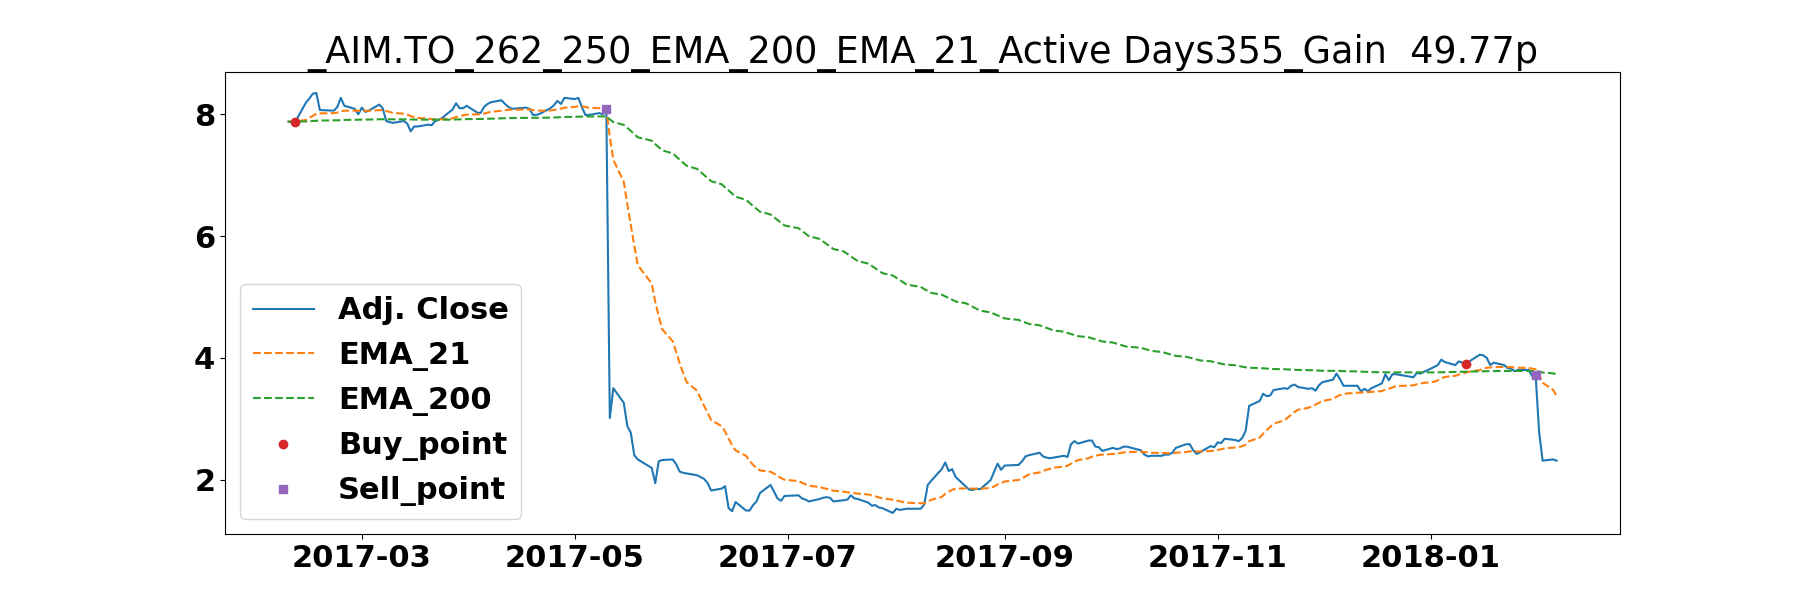 _AIM.TO_262_250_EMA_200_EMA_21_Active Days355_Gain  49.77p
8
6
4
2
Adj. Close
EMA_21
EMA_200
Buy_point
Sell_point
2017-03 2017-05 2017-07 2017-09 2017-11 2018-01